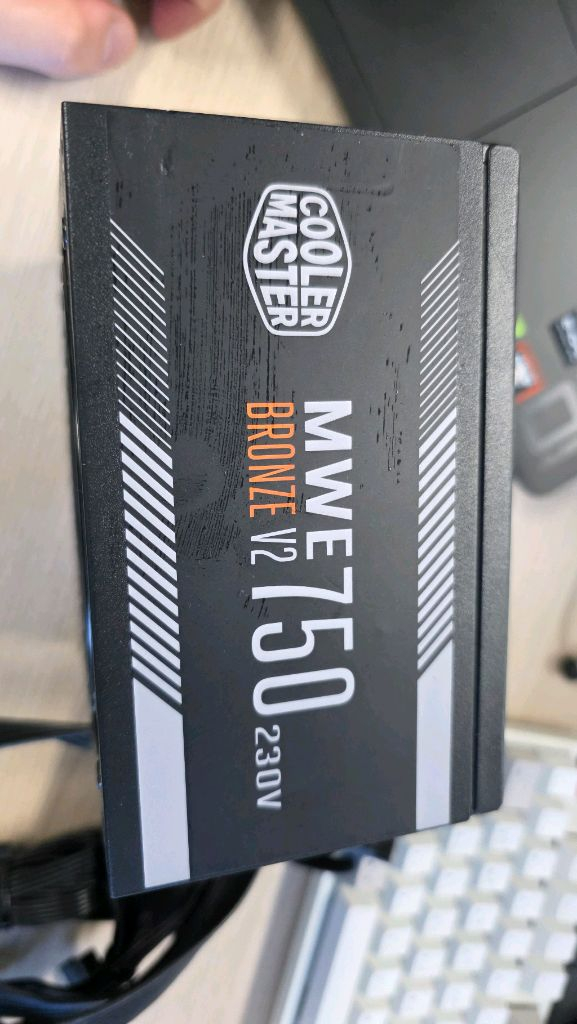 COOLER
MASTER
MWE 750
BRONZE V2
230V